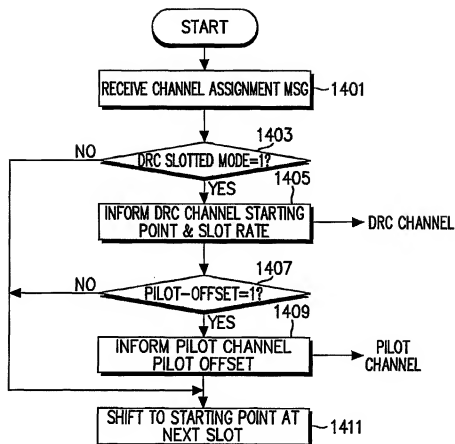 START
RECEIVE CHANNEL ASSIGNMENT MSG
1401
1403
NO
DRC SLOTTED MODE=1?
YES
1405
INFORM DRC CHANNEL STARTING
POINT & SLOT RATE
DRC CHANNEL
1407
NO
PILOT-OFFSET=1?
YES
1409
INFORM PILOT CHANNEL
PILOT OFFSET
PILOT
CHANNEL
SHIFT TO STARTING POINT AT
NEXT SLOT
1411